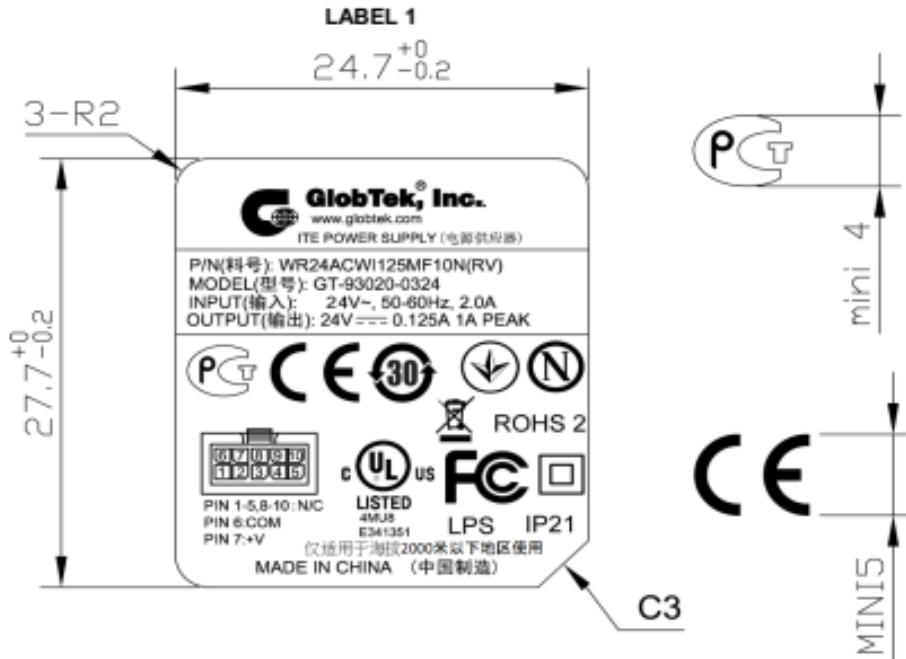 LABEL 1
24.7 +0 -0.2
3-R2
27.7 +0 -0.2
GlobTek,® Inc.
www.globtek.com
ITE POWER SUPPLY (电源供应器)
P/N(料号): WR24ACWI125MF10N(RV)
MODEL(型号): GT-93020-0324
INPUT(输入): 24V~, 50-60Hz, 2.0A
OUTPUT(输出): 24V⎓ 0.125A 1A PEAK
PCT CE 30 N
ROHS 2
6 7 8 9 10
1 2 3 4 5
PIN 1-5,8-10: N/C
PIN 6:COM
PIN 7:+V
C UL US
LISTED
4MU8
E341351
FC
LPS IP21
仅适用于海拔2000米以下地区使用
MADE IN CHINA (中国制造)
C3
PCT
mini 4
CE
MINI5